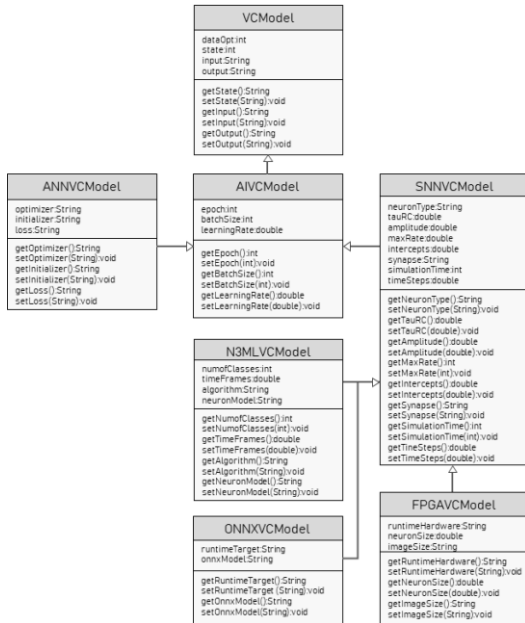 VCModel
dataOpt:int
state:int
input:String
output:String
getState():String
setState(String):void
getInput():String
setInput(String):void
getOutput():String
setOutput(String):void
ANNVCModel
optimizer:String
initializer:String
loss:String
getOptimizer():String
setOptimizer(String):void
getInitializer():String
setInitializer(String):void
getLoss():String
setLoss(String):void
AIVCModel
epoch:int
batchSize:int
learningRate:double
getEpoch():int
setEpoch(int):void
getBatchSize():int
setBatchSize(int):void
getLearningRate():double
setLearningRate(double):void
SNNVCModel
neuronType:String
tauRC:double
amplitude:double
maxRate:double
intercepts:double
synapse:String
simulationTime:int
timeSteps:double
getNeuronType():String
setNeuronType(String):void
getTauRC():double
setTauRC(double):void
getAmplitude():double
setAmplitude(double):void
getMaxRate():int
setMaxRate(int):void
getIntercepts():double
setIntercepts(double):void
getSynapse():String
setSynapse(String):void
getSimulationTime():int
setSimulationTime(int):void
getTineSteps():double
setTimeSteps(double):void
N3MLVCModel
numofClasses:int
timeFrames:double
algorithm:String
neuronModel:String
getNumofClasses():int
setNumofClasses(int):void
getTimeFrames():double
setTimeFrames(double):void
getAlgorithm():String
setAlgorithm(String):void
getNeuronModel():String
setNeuronModel(String):void
ONNXVCModel
runtimeTarget:String
onnxModel:String
getRuntimeTarget():String
setRuntimeTarget (String):void
getOnnxModel():String
setOnnxModel(String):void
FPGAVCModel
runtimeHardware:String
neuronSize:double
imageSize:String
getRuntimeHardware():String
setRuntimeHardware(String):void
getNeuronSize():double
setNeuronSize(double):void
getImageSize():String
setImageSize(String):void